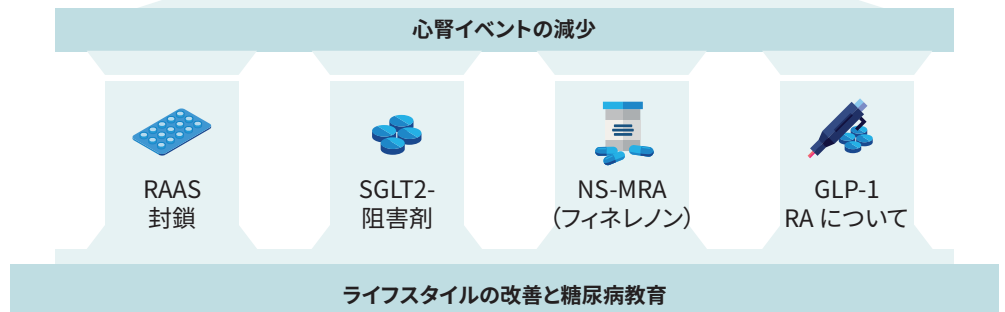 心腎イベントの減少
RAAS
封鎖
SGLT2-
阻害剤
NS-MRA
（フィネレノン）
GLP-1
RA について
ライフスタイルの改善と糖尿病教育